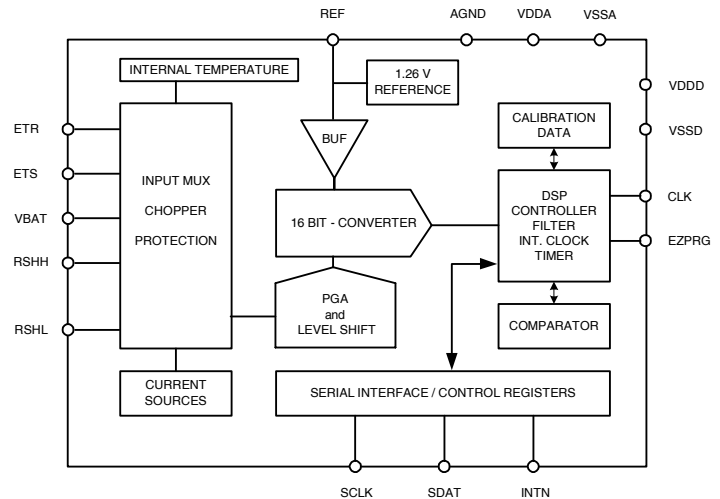 REF
AGND
VDDA
VSSA
INTERNAL TEMPERATURE
1.26 V
REFERENCE
VDDD
ETR
CALIBRATION
DATA
VSSD
BUF
ETS
INPUT MUX
CHOPPER
PROTECTION
DSP
CONTROLLER
FILTER
INT. CLOCK
TIMER
CLK
VBAT
16 BIT - CONVERTER
EZPRG
RSHH
PGA
and
LEVEL SHIFT
RSHL
COMPARATOR
CURRENT
SOURCES
SERIAL INTERFACE / CONTROL REGISTERS
SCLK
SDAT
INTN